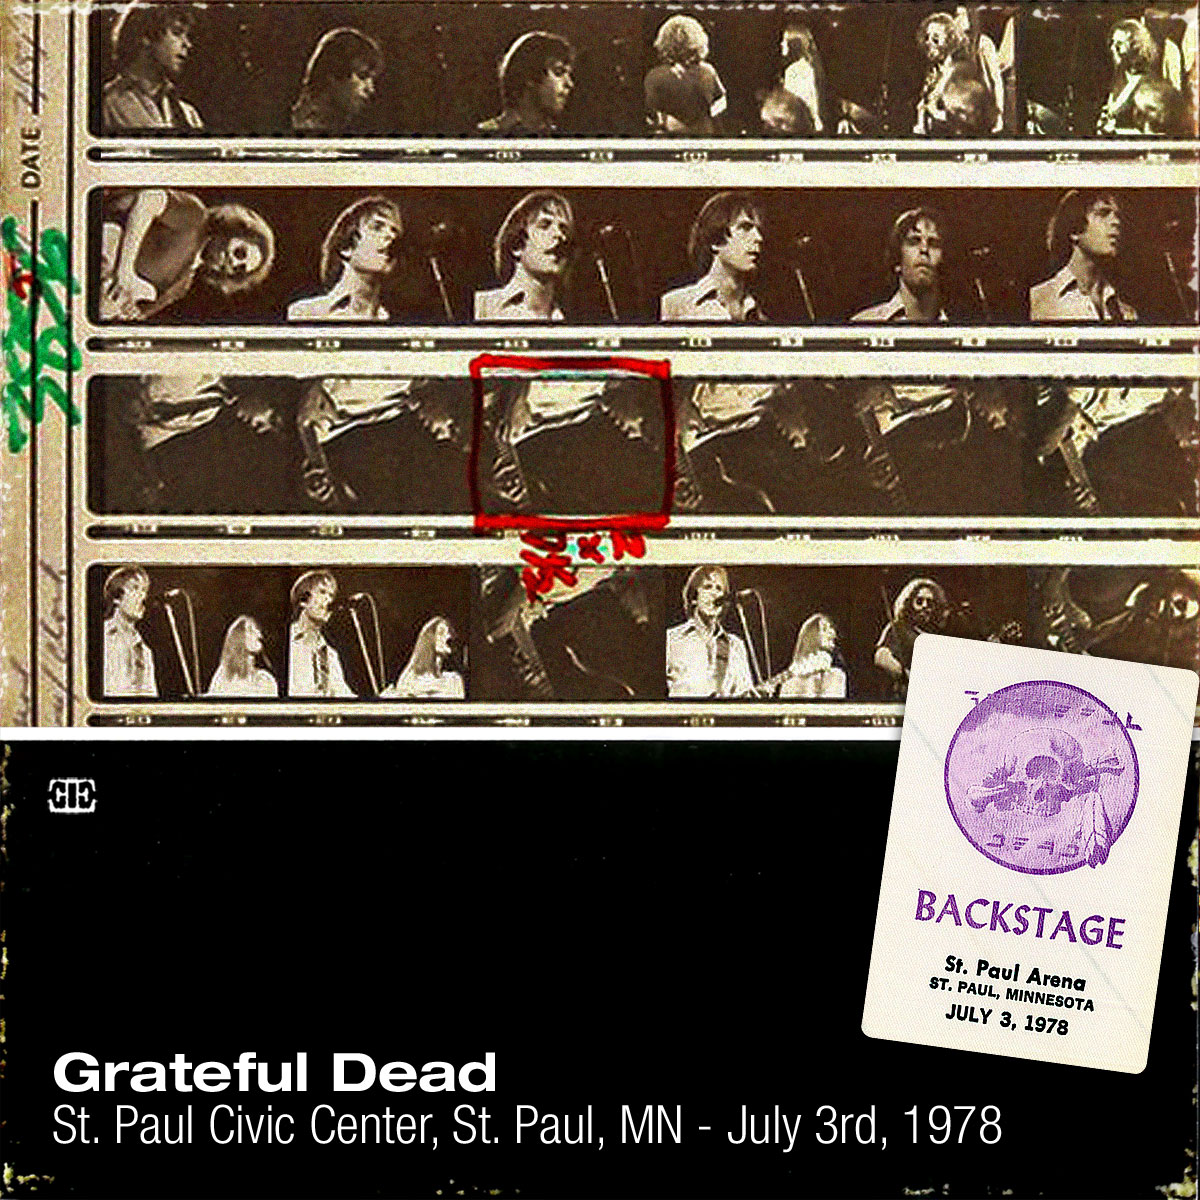 DATE
BACKSTAGE
St. Paul Arena
ST. PAUL, MINNESOTA
JULY 3, 1978
Grateful Dead
St. Paul Civic Center, St. Paul, MN - July 3rd, 1978